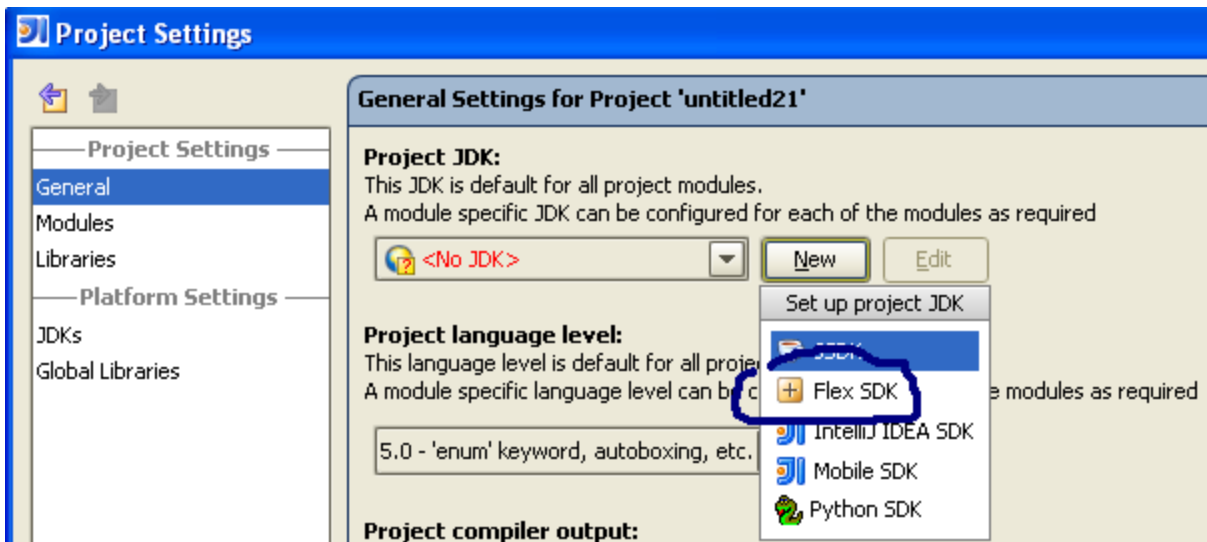 Project Settings
General Settings for Project 'untitled21'
Project Settings
General
Modules
Libraries
Platform Settings
JDKs
Global Libraries
Project JDK:
This JDK is default for all project modules.
A module specific JDK can be configured for each of the modules as required
<No JDK>
New
Edit
Set up project JDK
JSDK
Flex SDK
IntelliJ IDEA SDK
Mobile SDK
Python SDK
Project language level:
This language level is default for all proje
A module specific language level can be c e modules as required
5.0 - 'enum' keyword, autoboxing, etc.
Project compiler output: